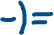 -) =